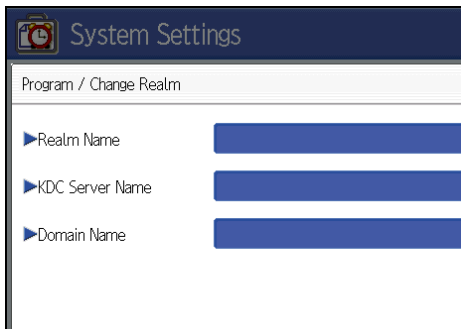 System Settings
Program / Change Realm
Realm Name
KDC Server Name
Domain Name